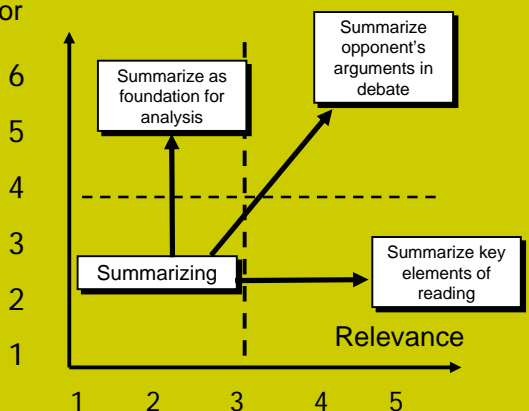 or
6
5
4
3
2
1
Summarize as
foundation for
analysis
Summarize
opponent's
arguments in
debate
Summarizing
Summarize key
elements of
reading
Relevance
1 2 3 4 5